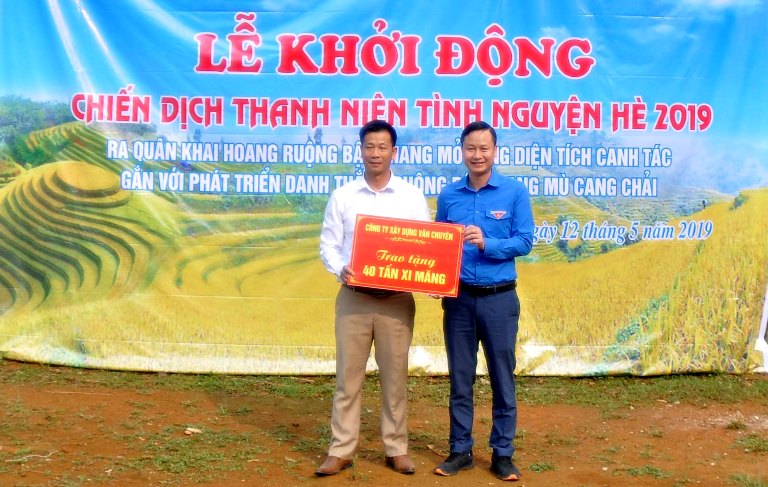 LỄ KHỞI ĐỘNG
CHIẾN DỊCH THANH NIÊN TÌNH NGUYỆN HÈ 2019
RA QUÂN KHAI HOANG RUỘNG THANG MỞ DIỆN TÍCH CANH TÁC
GẮN VỚI PHÁT TRIỂN DANH MÙ CANG CHẢI
ngày 12 tháng 5 năm 2019
CÔNG TY XÂY DỰNG VĂN CHUYÊN
Trao tặng
40 TẤN XI MĂNG